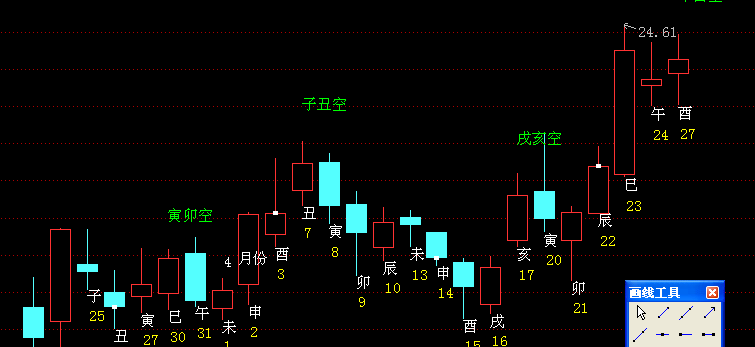 24.61
子丑空
戌亥空
寅卯空
4 月份
子
25
丑
寅
27
巳
30
午
31
未
1
申
2
酉
3
丑
7
寅
8
卯
9
辰
10
未
13
申
14
酉
15
戌
16
亥
17
寅
20
卯
21
辰
22
巳
23
午
24
酉
27
画线工具